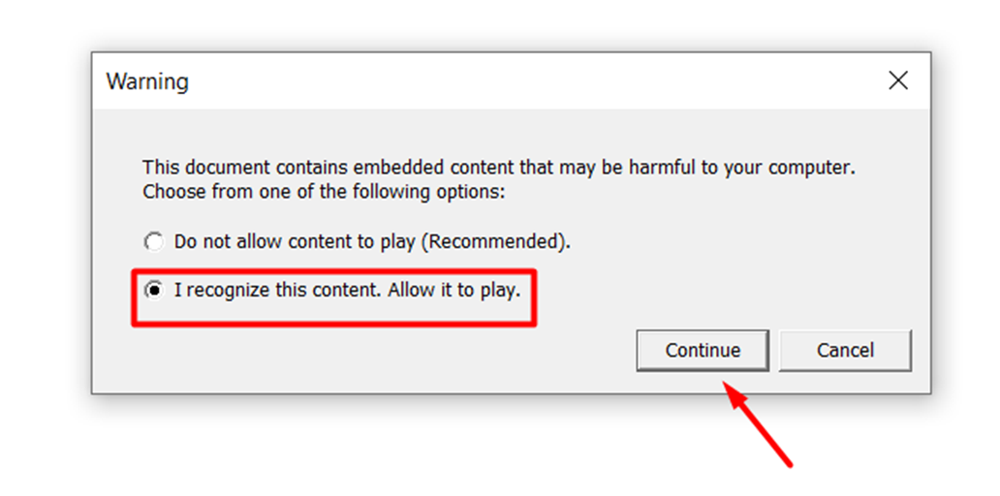 Warning
This document contains embedded content that may be harmful to your computer.
Choose from one of the following options:
Do not allow content to play (Recommended).
I recognize this content. Allow it to play.
Continue Cancel